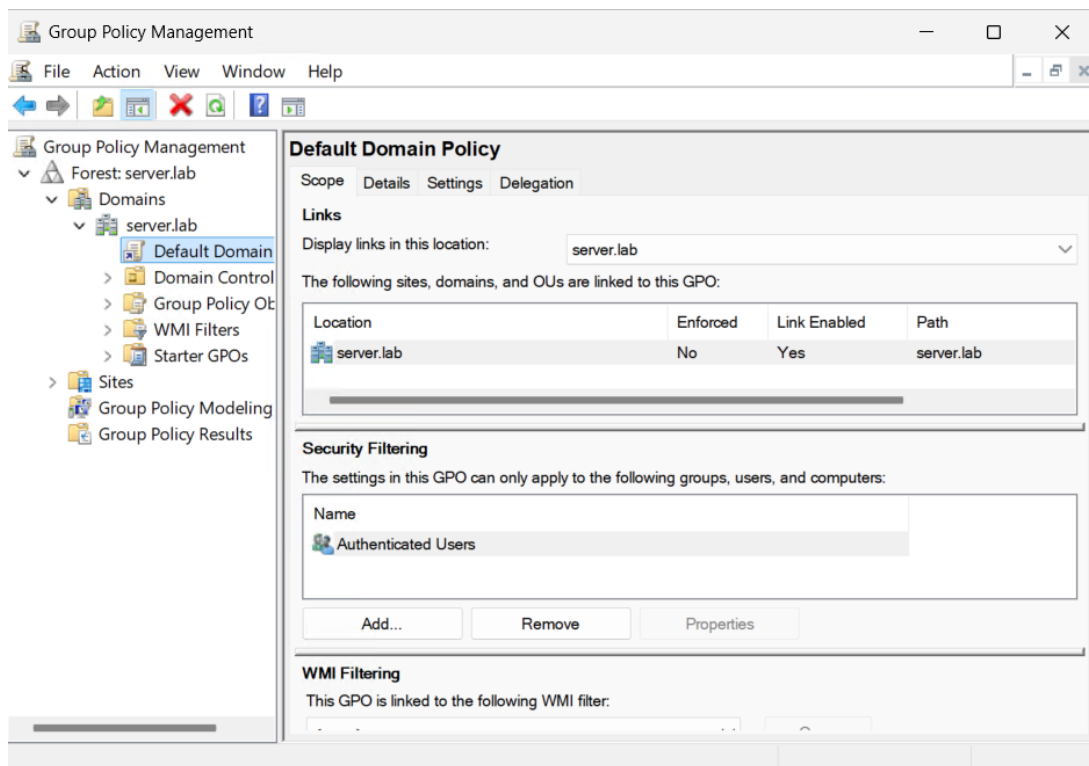 Group Policy Management
File Action View Window Help
Group Policy Management
Forest: server.lab
Domains
server.lab
Default Domain
Domain Control
Group Policy Ob
WMI Filters
Starter GPOs
Sites
Group Policy Modeling
Group Policy Results
Default Domain Policy
Scope Details Settings Delegation
Links
Display links in this location: server.lab
The following sites, domains, and OUs are linked to this GPO:
Location Enforced Link Enabled Path
server.lab No Yes server.lab
Security Filtering
The settings in this GPO can only apply to the following groups, users, and computers:
Name
Authenticated Users
Add... Remove Properties
WMI Filtering
This GPO is linked to the following WMI filter: